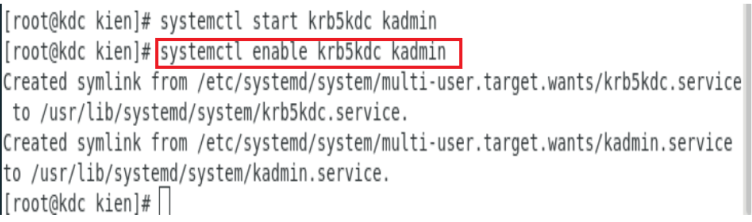 [root@kdc kien]# systemctl start krb5kdc kadmin
[root@kdc kien]# systemctl enable krb5kdc kadmin
Created symlink from /etc/systemd/system/multi-user.target.wants/krb5kdc.service
 to /usr/lib/systemd/system/krb5kdc.service.
Created symlink from /etc/systemd/system/multi-user.target.wants/kadmin.service
to /usr/lib/systemd/system/kadmin.service.
[root@kdc kien]#